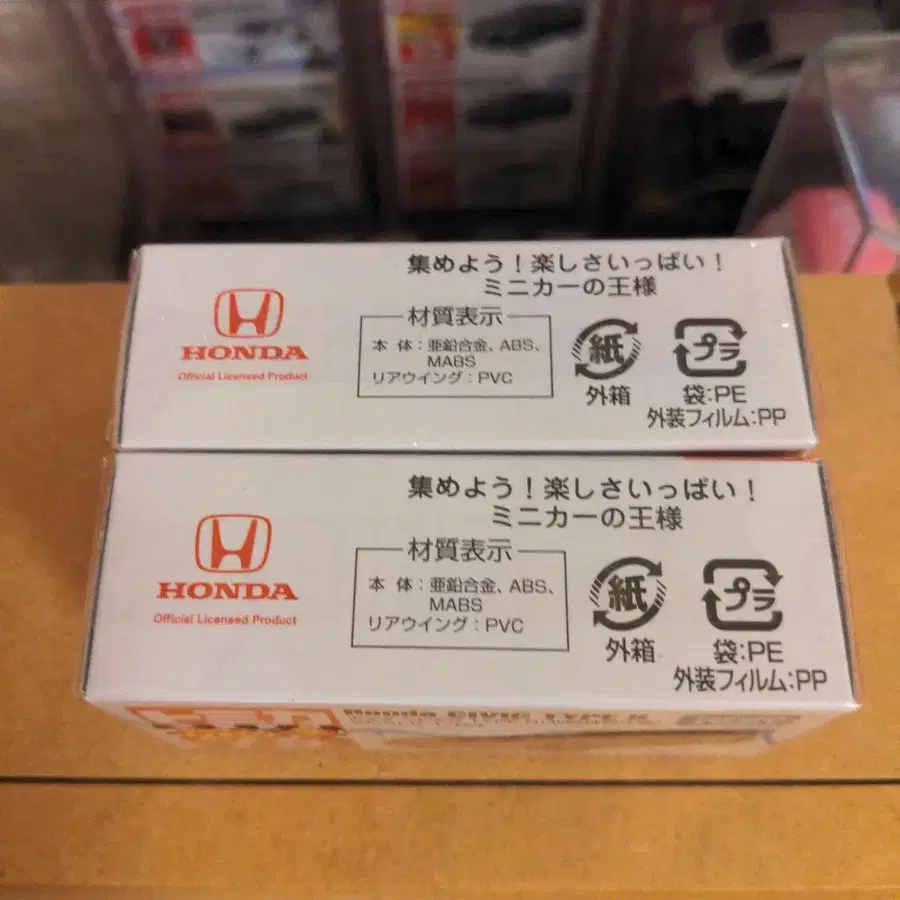 集めよう！楽しさいっぱい！
ミニカーの王様
HONDA
Official Licensed Product
材質表示
本 体：亜鉛合金、ABS、
MABS
リアウイング：PVC
紙
外箱
プラ
袋:PE
外装フィルム:PP
集めよう！楽しさいっぱい！
ミニカーの王様
HONDA
Official Licensed Product
材質表示
本 体：亜鉛合金、ABS、
MABS
リアウイング：PVC
紙
外箱
プラ
袋:PE
外装フィルム:PP
Honda CIVIC TYPE R